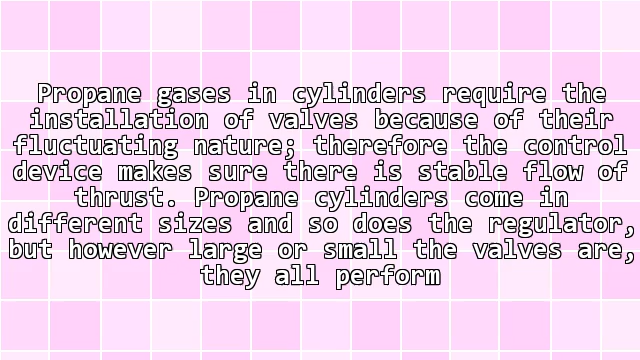 Propane gases in cylinders require the
installation of valves because of their
fluctuating nature; therefore the control
device makes sure there is stable flow of
thrust. Propane cylinders come in
different sizes and so does the regulator,
but however large or small the valves are,
they all perform